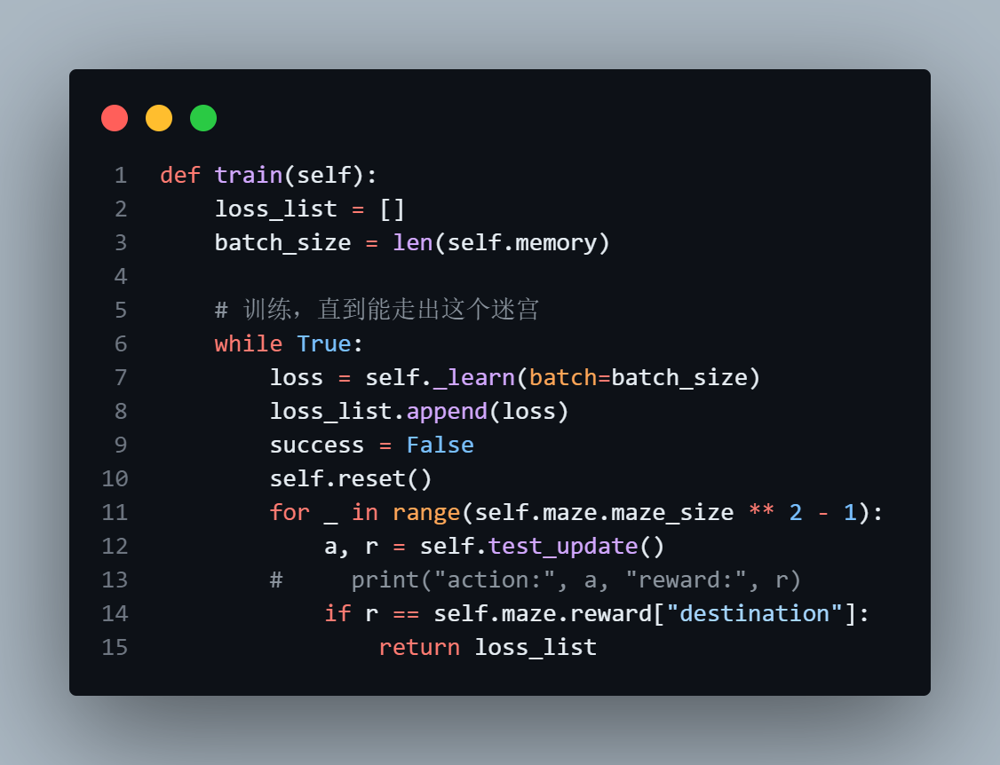 1 def train(self):
2     loss_list = []
3     batch_size = len(self.memory)
4
5     # 训练，直到能走出这个迷宫
6     while True:
7         loss = self._learn(batch=batch_size)
8         loss_list.append(loss)
9         success = False
10         self.reset()
11         for _ in range(self.maze.maze_size ** 2 - 1):
12             a, r = self.test_update()
13         #     print("action:", a, "reward:", r)
14             if r == self.maze.reward["destination"]:
15                 return loss_list